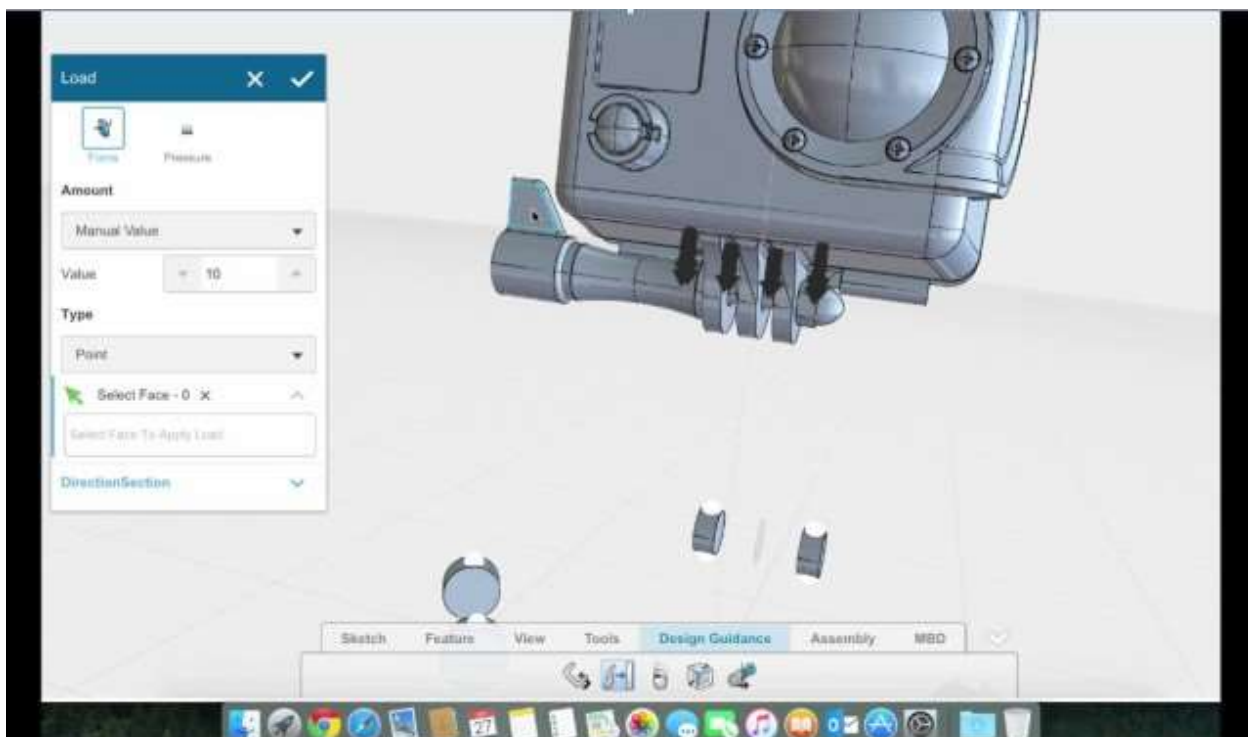 Load
Force Pressure
Amount
Manual Value
Value 10
Type
Point
Select Face - 0 X
Select Face To Apply Load
DirectionSection
Sketch Feature View Tools Design Guidance Assembly MBD
27